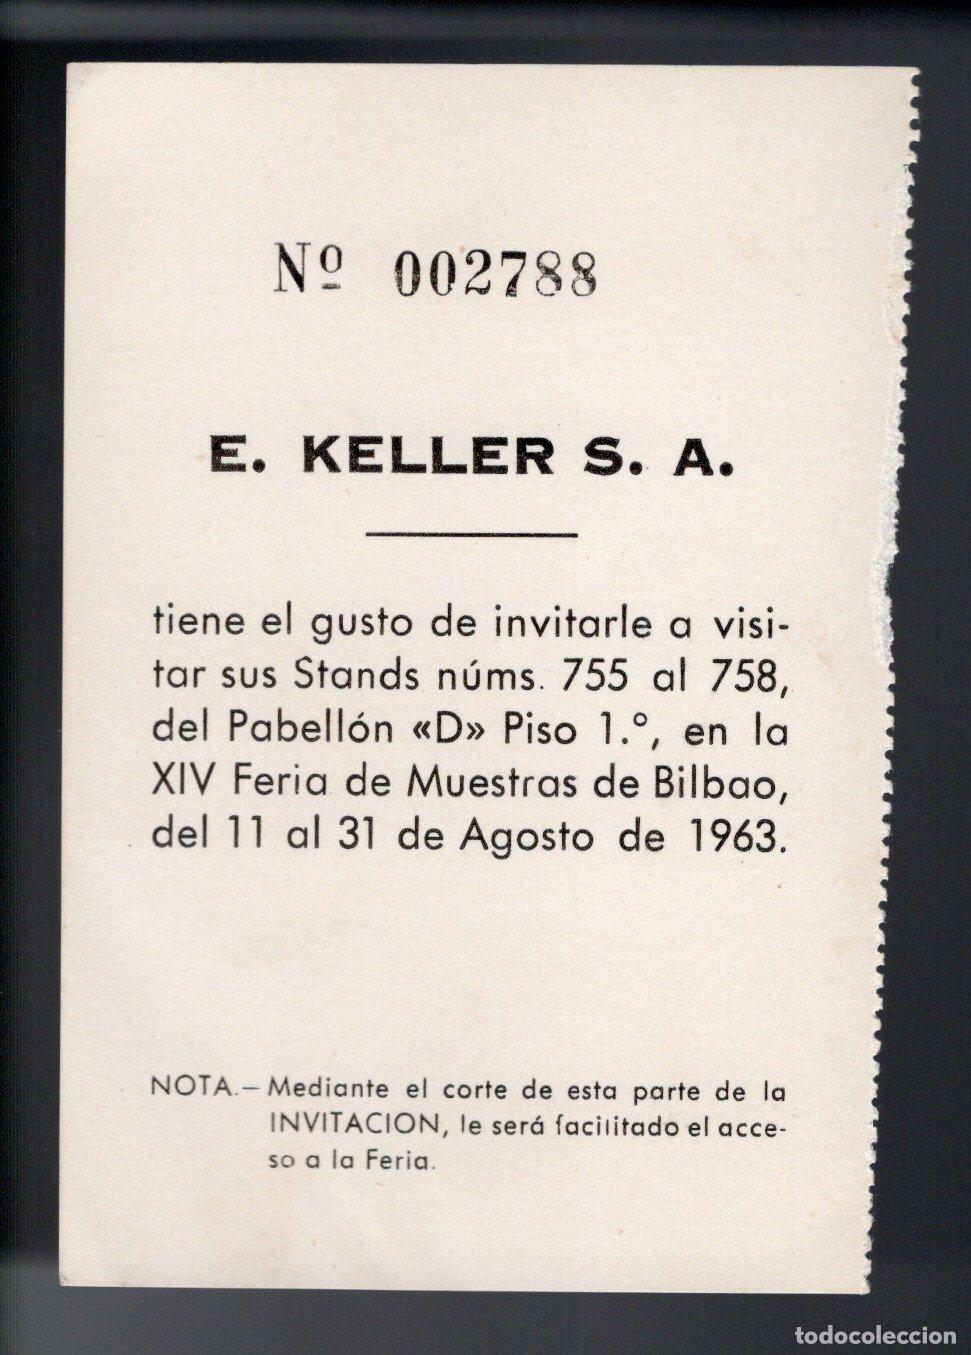 Nº 002788
E. KELLER S. A.
tiene el gusto de invitarle a visi-
tar sus Stands núms. 755 al 758,
del Pabellón «D» Piso 1.º, en la
XIV Feria de Muestras de Bilbao,
del 11 al 31 de Agosto de 1963.
NOTA.— Mediante el corte de esta parte de la
INVITACION, le será facilitado el acce-
so a la Feria.
todocoleccion